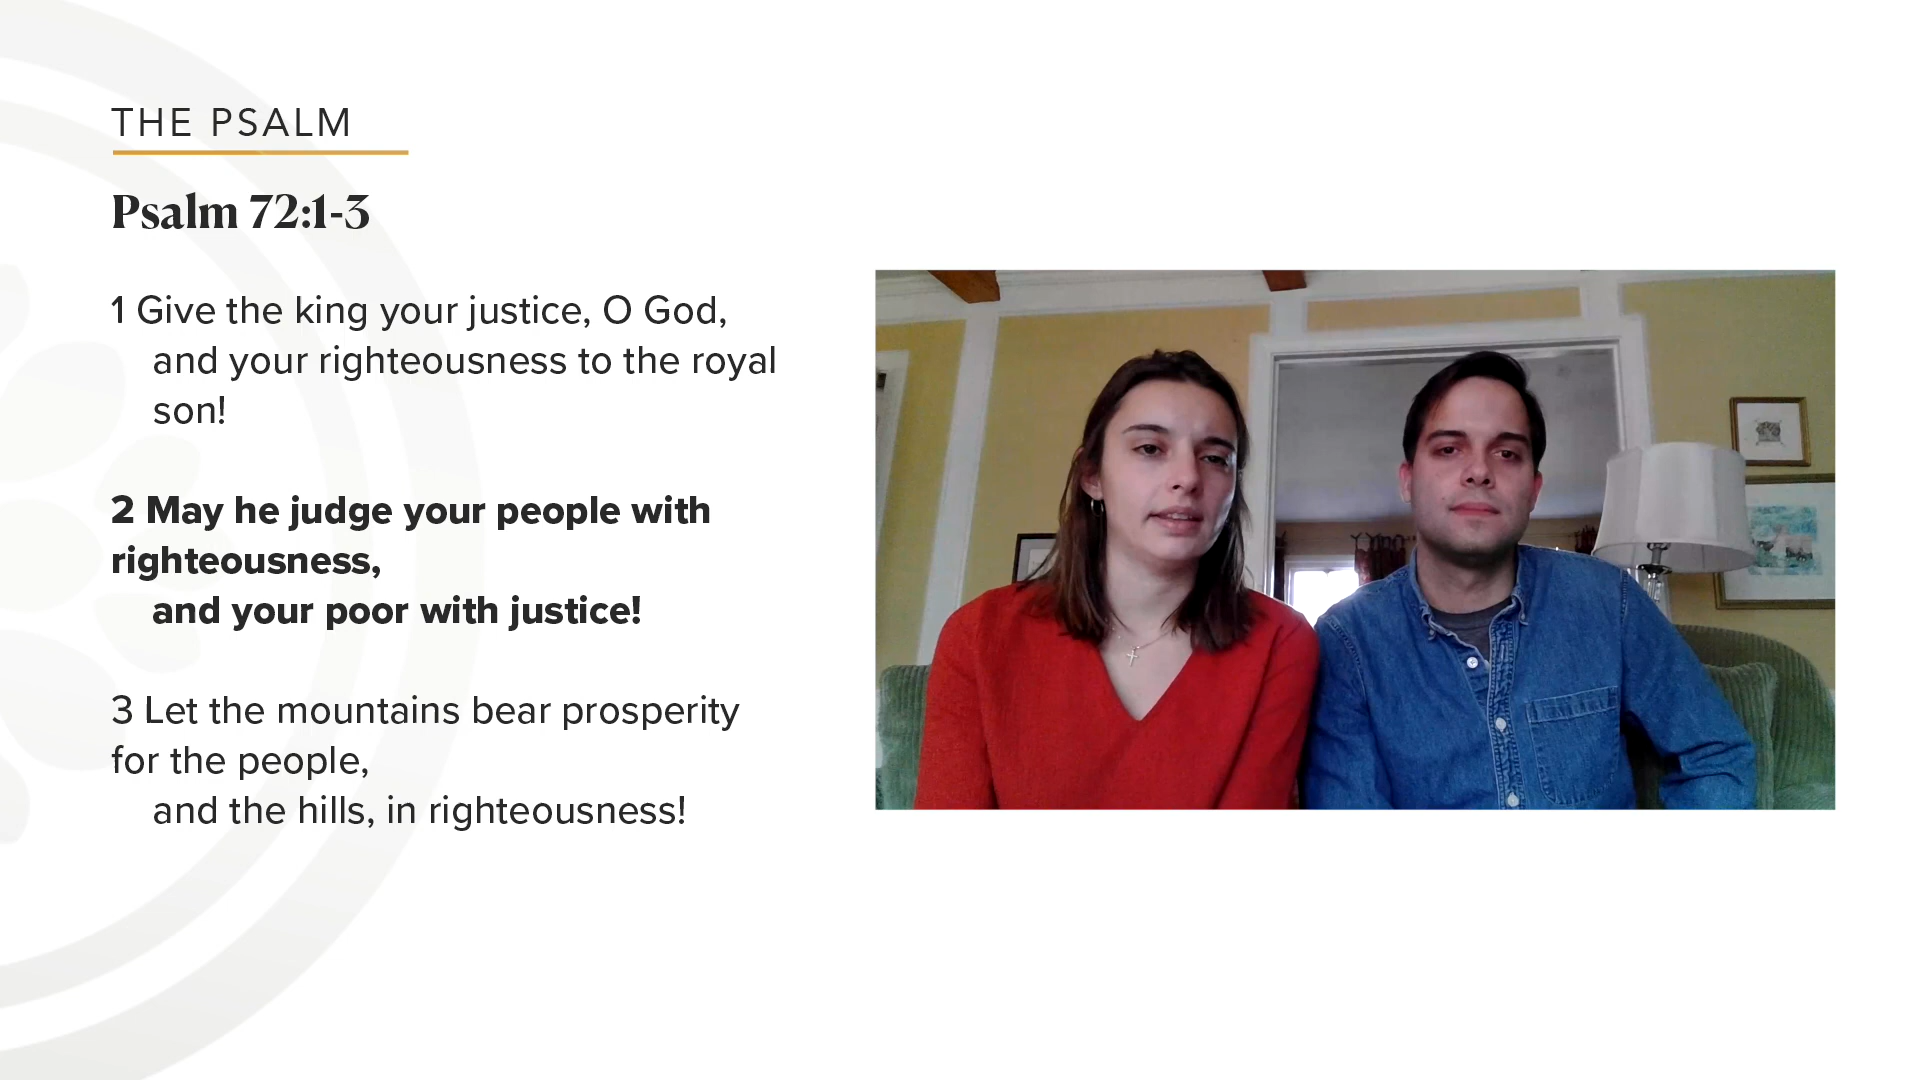 THE PSALM
Psalm 72:1-3
1 Give the king your justice, O God,
and your righteousness to the royal
son!
2 May he judge your people with
righteousness,
and your poor with justice!
3 Let the mountains bear prosperity
for the people,
and the hills, in righteousness!